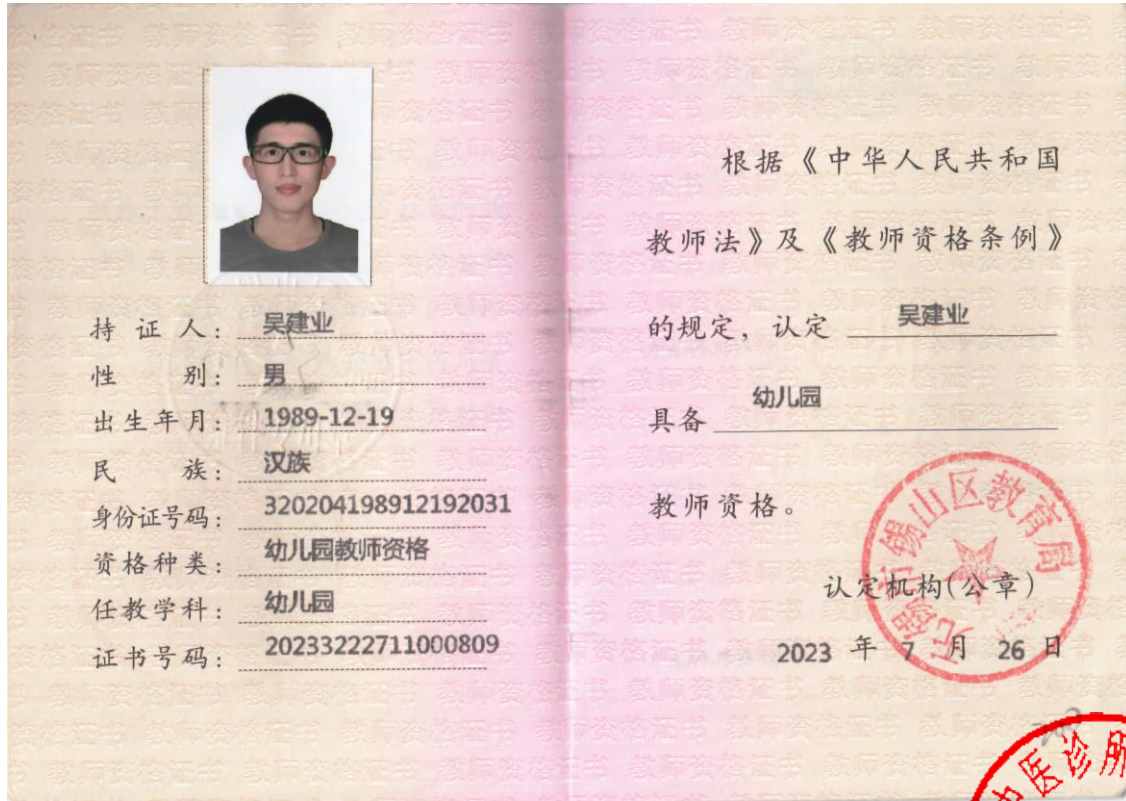 持证人：吴建业
性别：男
出生年月：1989-12-19
民族：汉族
身份证号码：320204198912192031
资格种类：幼儿园教师资格
任教学科：幼儿园
证书号码：20233222711000809
根据《中华人民共和国
教师法》及《教师资格条例》
的规定，认定 吴建业
具备 幼儿园
教师资格。
无锡市锡山区教育局
认定机构(公章)
2023 年 7 月 26 日
中医诊所